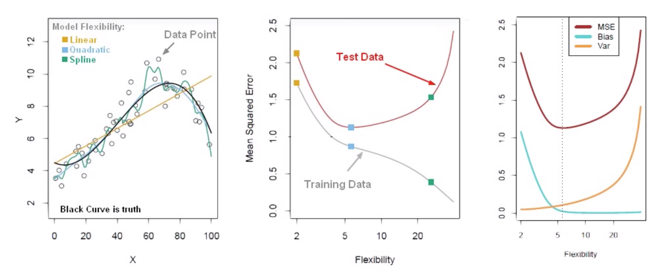 Model Flexibility:
Linear
Quadratic
Spline
Data Point
Black Curve is truth
Y
12
10
8
6
4
2
0 20 40 60 80 100
X
Test Data
Training Data
Mean Squared Error
2.5
2.0
1.5
1.0
0.5
0.0
2 5 10 20
Flexibility
MSE
Bias
Var
2.5
2.0
1.5
1.0
0.5
0.0
2 5 10 20
Flexibility